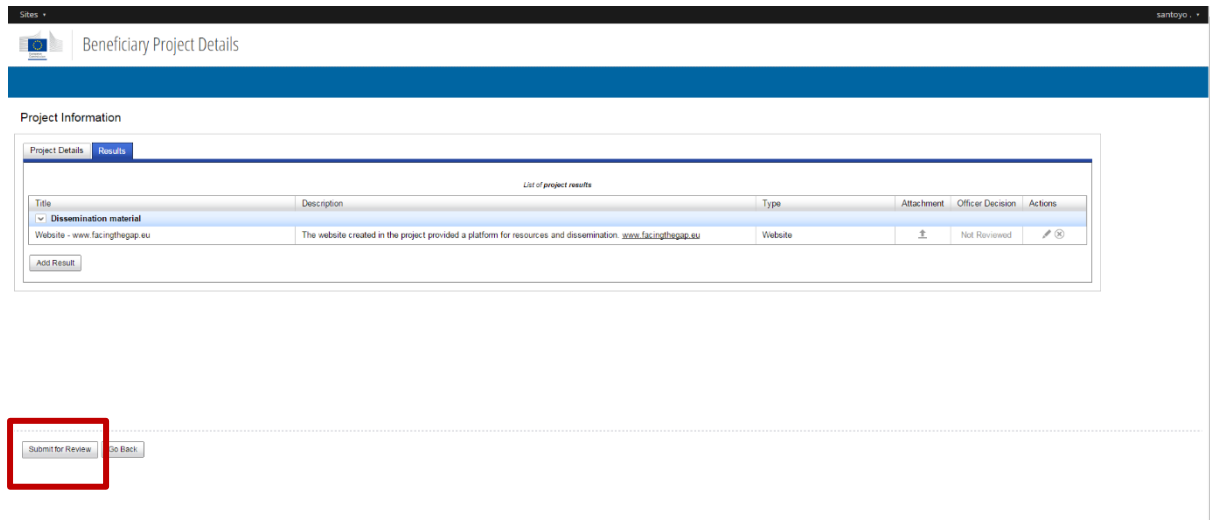 Sites
santoyo .
Beneficiary Project Details
Project Information
Project Details Results
List of project results
Title Description Type Attachment Officer Decision Actions
Dissemination material
Website - www.facingthegap.eu The website created in the project provided a platform for resources and dissemination. www.facingthegap.eu Website Not Reviewed
Add Result
Submit for Review Go Back